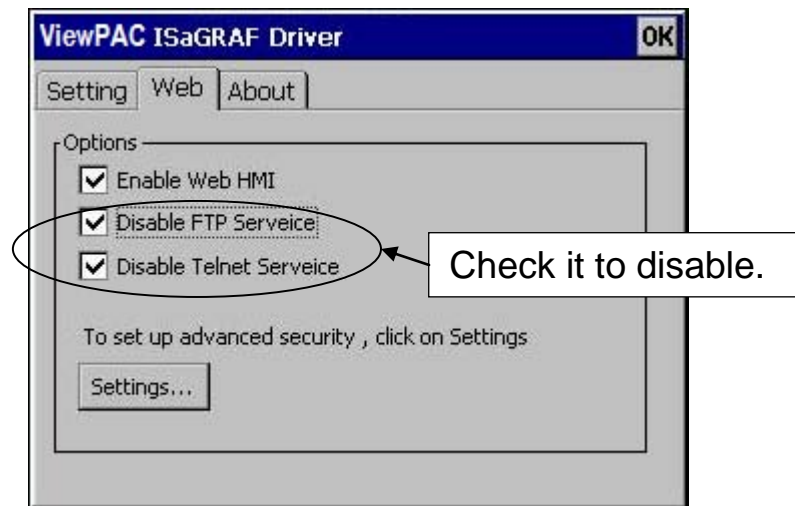 ViewPAC ISaGRAF Driver OK
Setting Web About
Options
Enable Web HMI
Disable FTP Serveice
Disable Telnet Serveice
Check it to disable.
To set up advanced security , click on Settings
Settings...